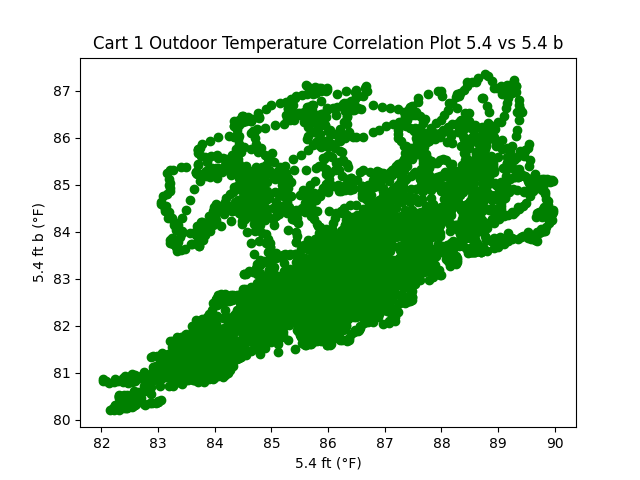 Cart 1 Outdoor Temperature Correlation Plot 5.4 vs 5.4 b
87
86
85
84
83
82
81
80
5.4 ft b (°F)
82 83 84 85 86 87 88 89 90
5.4 ft (°F)